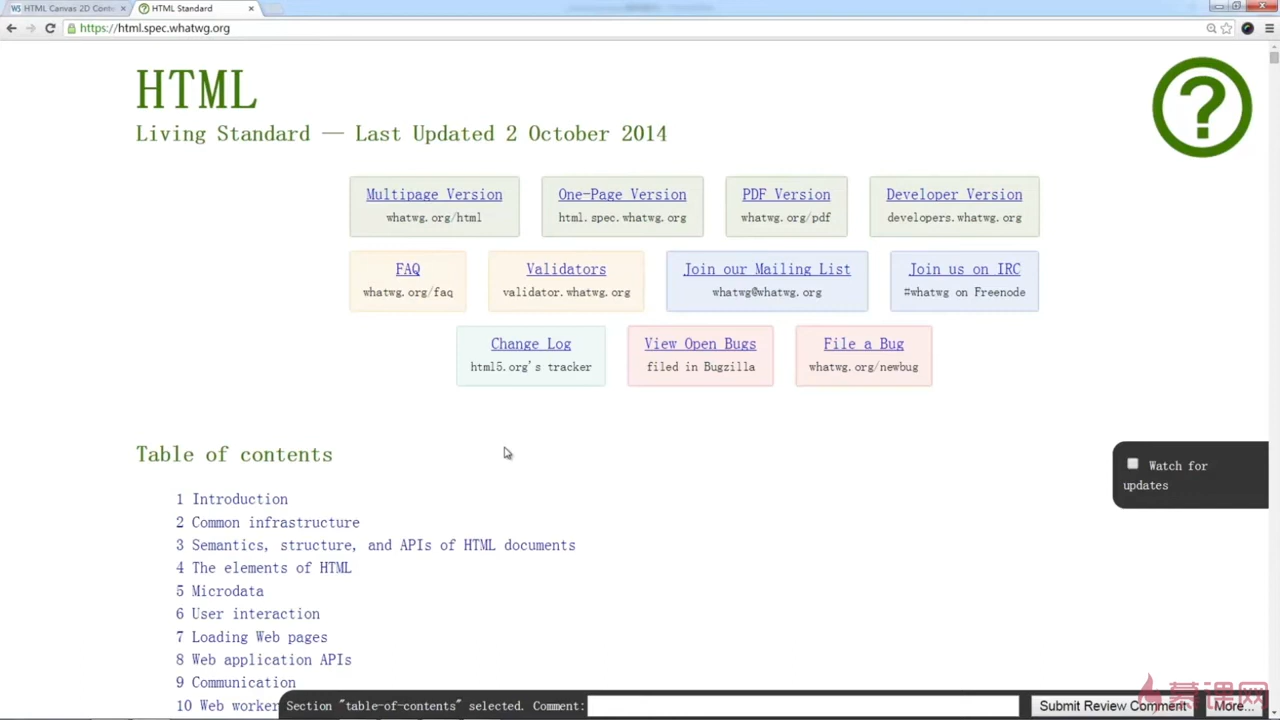 HTML Canvas 2D Cont
HTML Standard
https://html.spec.whatwg.org
HTML
Living Standard — Last Updated 2 October 2014
Multipage Version
whatwg.org/html
One-Page Version
html.spec.whatwg.org
PDF Version
whatwg.org/pdf
Developer Version
developers.whatwg.org
FAQ
whatwg.org/faq
Validators
validator.whatwg.org
Join our Mailing List
whatwg@whatwg.org
Join us on IRC
#whatwg on Freenode
Change Log
html5.org's tracker
View Open Bugs
filed in Bugzilla
File a Bug
whatwg.org/newbug
Table of contents
Watch for
updates
1 Introduction
2 Common infrastructure
3 Semantics, structure, and APIs of HTML documents
4 The elements of HTML
5 Microdata
6 User interaction
7 Loading Web pages
8 Web application APIs
9 Communication
10 Web worker
Section "table-of-contents" selected. Comment:
Submit Review Comment
More...
慕课网